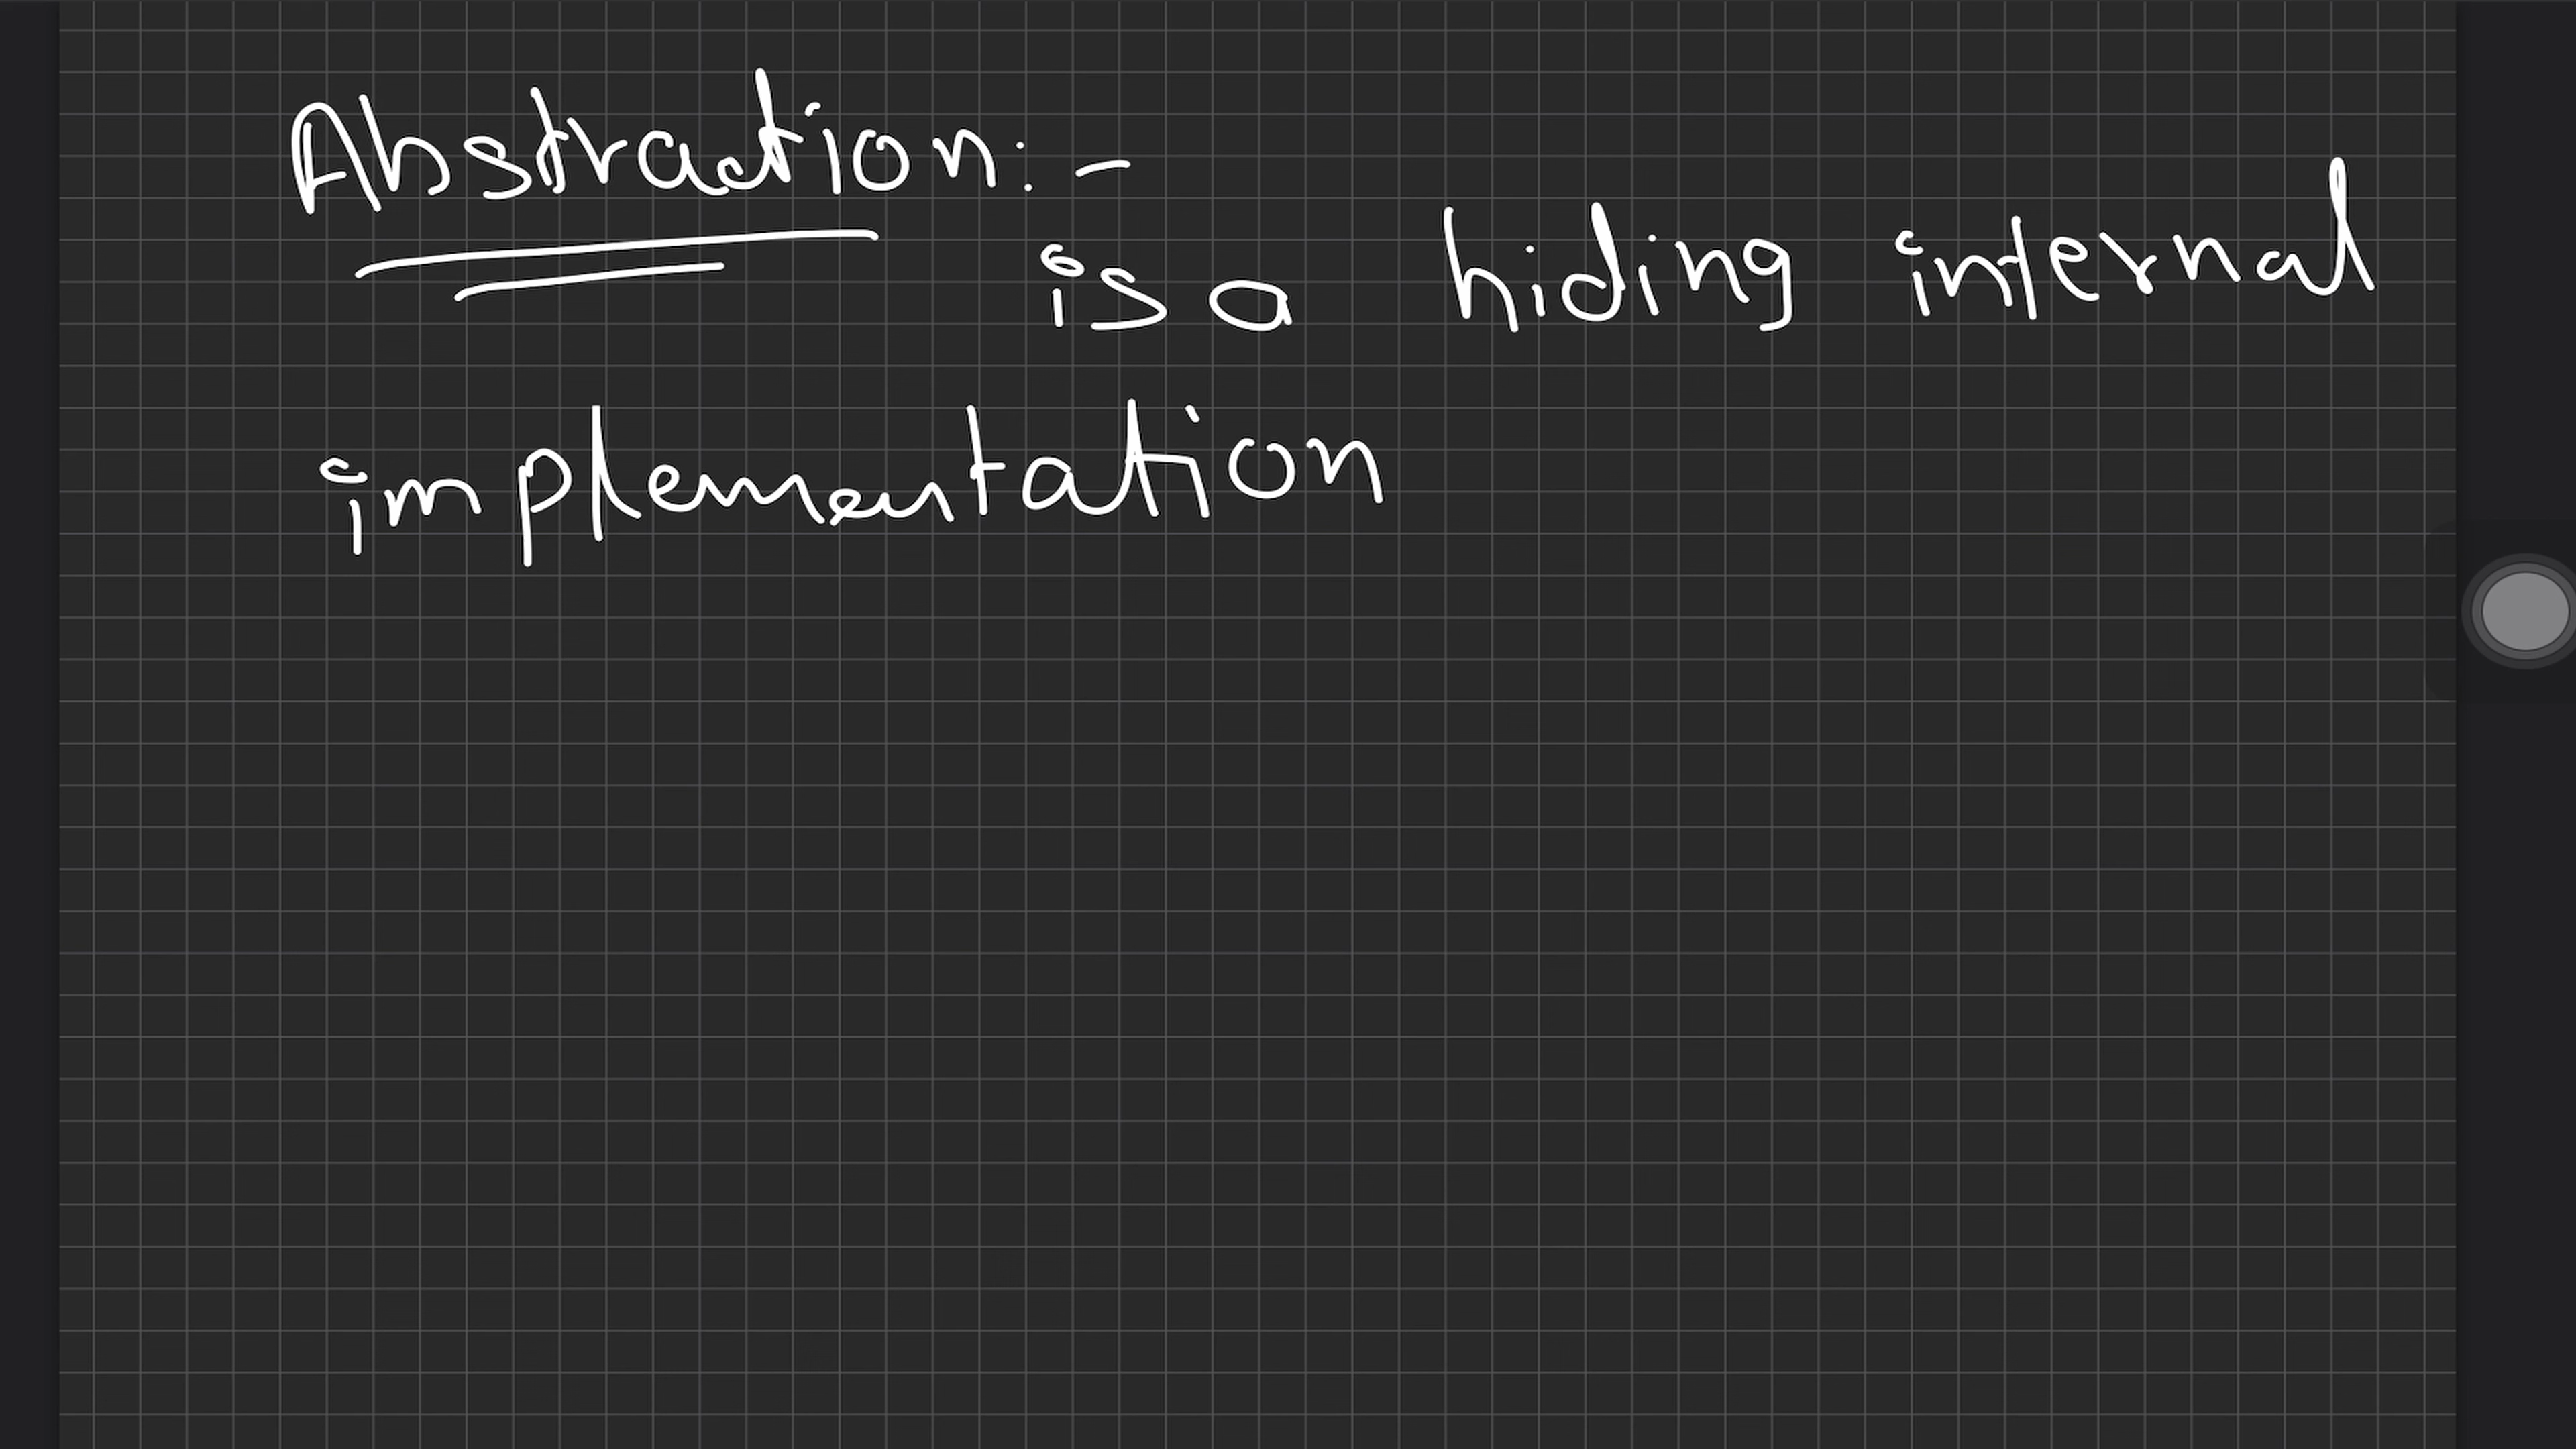 Abstraction:-
is a hiding internal
implementation